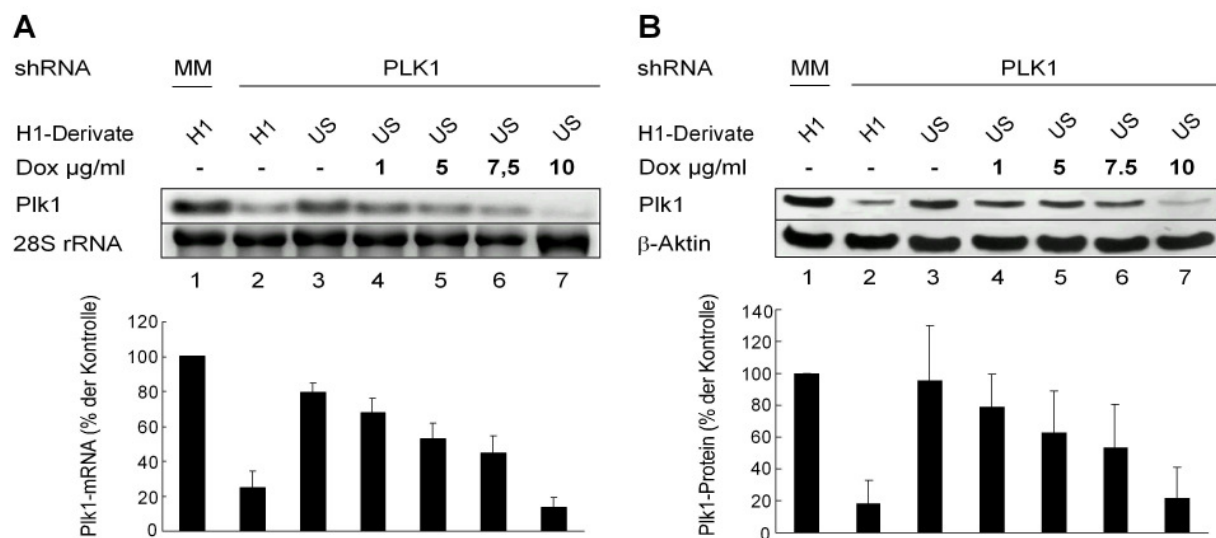 A
shRNA MM PLK1
H1-Derivate H1 H1 US US US US US
Dox µg/ml - - - 1 5 7,5 10
Plk1
28S rRNA
1 2 3 4 5 6 7
Plk1-mRNA (% der Kontrolle)
120
100
80
60
40
20
0
B
shRNA MM PLK1
H1-Derivate H1 H1 US US US US US
Dox µg/ml - - - 1 5 7.5 10
Plk1
β-Aktin
1 2 3 4 5 6 7
Plk1-Protein (% der Kontrolle)
140
120
100
80
60
40
20
0